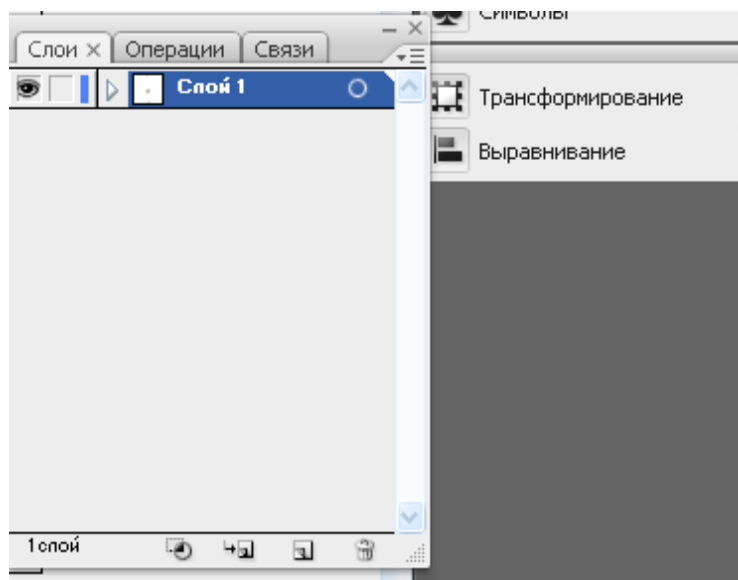 Символы
Слои Операции Связи
Слой 1
Трансформирование
Выравнивание
1 слой